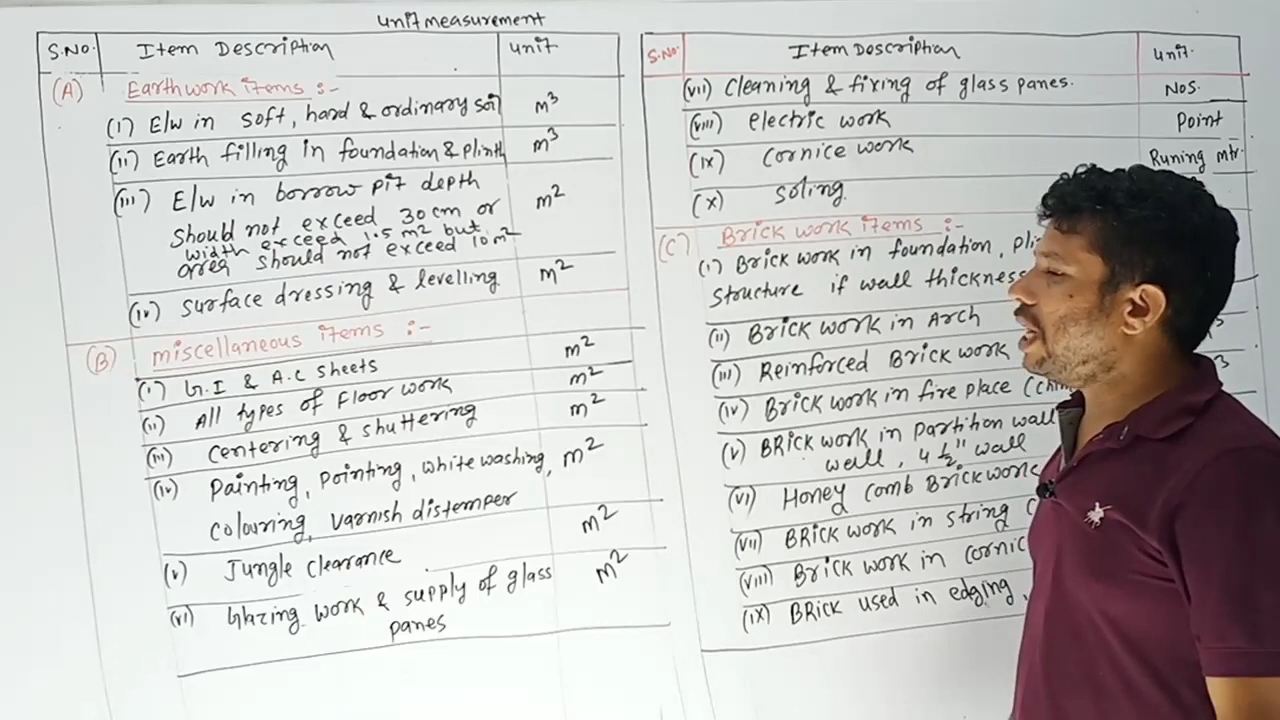 unit measurement
S.No. Item Description unit
(A) Earthwork items :-
(i) E/w in soft, hard & ordinary soil m³
(ii) Earth filling in foundation & plinth m³
(iii) E/w in borrow pit depth m²
Should not exceed 30 cm or
width exceed 1.5 m2 but
area should not exceed 10 m²
(iv) surface dressing & levelling m²
(B) miscellaneous items :-
(i) G.I & A.C sheets m²
(ii) All types of Floor work m²
(iii) Centering & shuttering m²
(iv) Painting, pointing, white washing, m²
Colouring, varnish distemper
(v) Jungle clearance m²
(vi) Glazing work & supply of glass m²
panes
S.No. Item Description unit.
(vii) Cleaning & fixing of glass panes. Nos.
(viii) electric work Point
(ix) Cornice work Runing mtr.
(x) soling
(C) Brick work items :-
(i) Brick work in foundation,
structure if wall thickness
(ii) Brick work in Arch
(iii) Reinforced Brick work
(iv) Brick work in fire place
(v) BRick work in Partition wall
wall, 4½" wall
(vi) Honey comb Brickwork
(vii) BRick work in string
(viii) Brick work in
(ix) BRick used in edging,